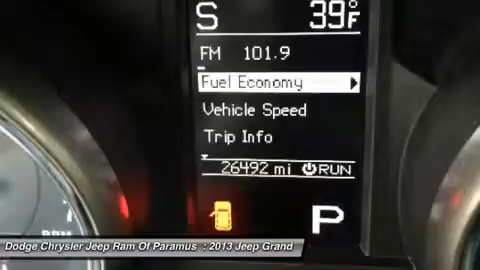 S 39°F
FM 101.9
Fuel Economy
Vehicle Speed
Trip Info
26492 mi RUN
P
Dodge Chrysler Jeep Ram Of Paramus : 2013 Jeep Grand